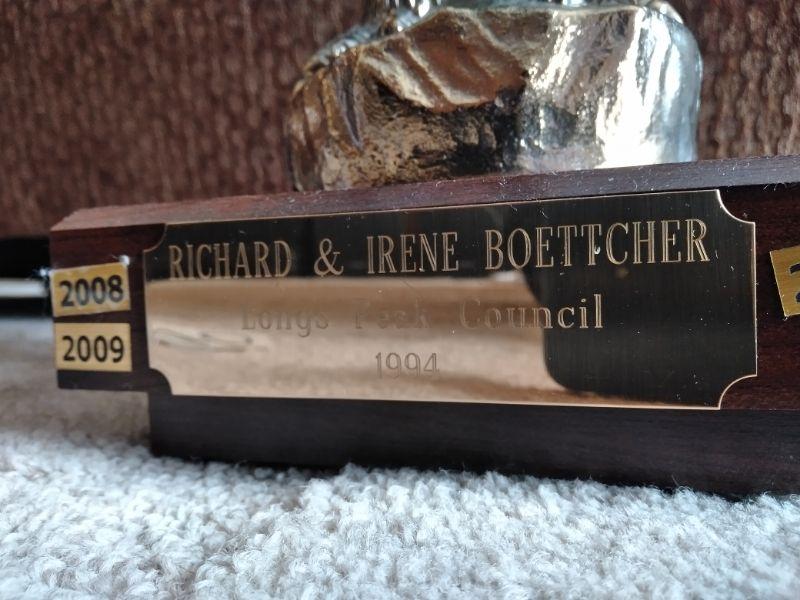 RICHARD & IRENE BOETTCHER
Longs Peak Council
1994
2008
2009